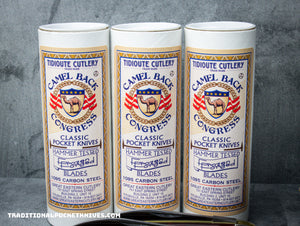 TIDIOUTE CUTLERY
CAMEL BACK
CONGRESS
CLASSIC
POCKET KNIVES
HAMMER TESTED
BLADES
1095 CARBON STEEL
GREAT EASTERN CUTLERY
TIDIOUTE CUTLERY
CAMEL BACK
CONGRESS
CLASSIC
POCKET KNIVES
HAMMER TESTED
BLADES
1095 CARBON STEEL
GREAT EASTERN CUTLERY
TIDIOUTE CUTLERY
CAMEL BACK
CONGRESS
CLASSIC
POCKET KNIVES
HAMMER TESTED
BLADES
1095 CARBON STEEL
GREAT EASTERN CUTLERY
TRADITIONALPOCKETKNIVES.COM